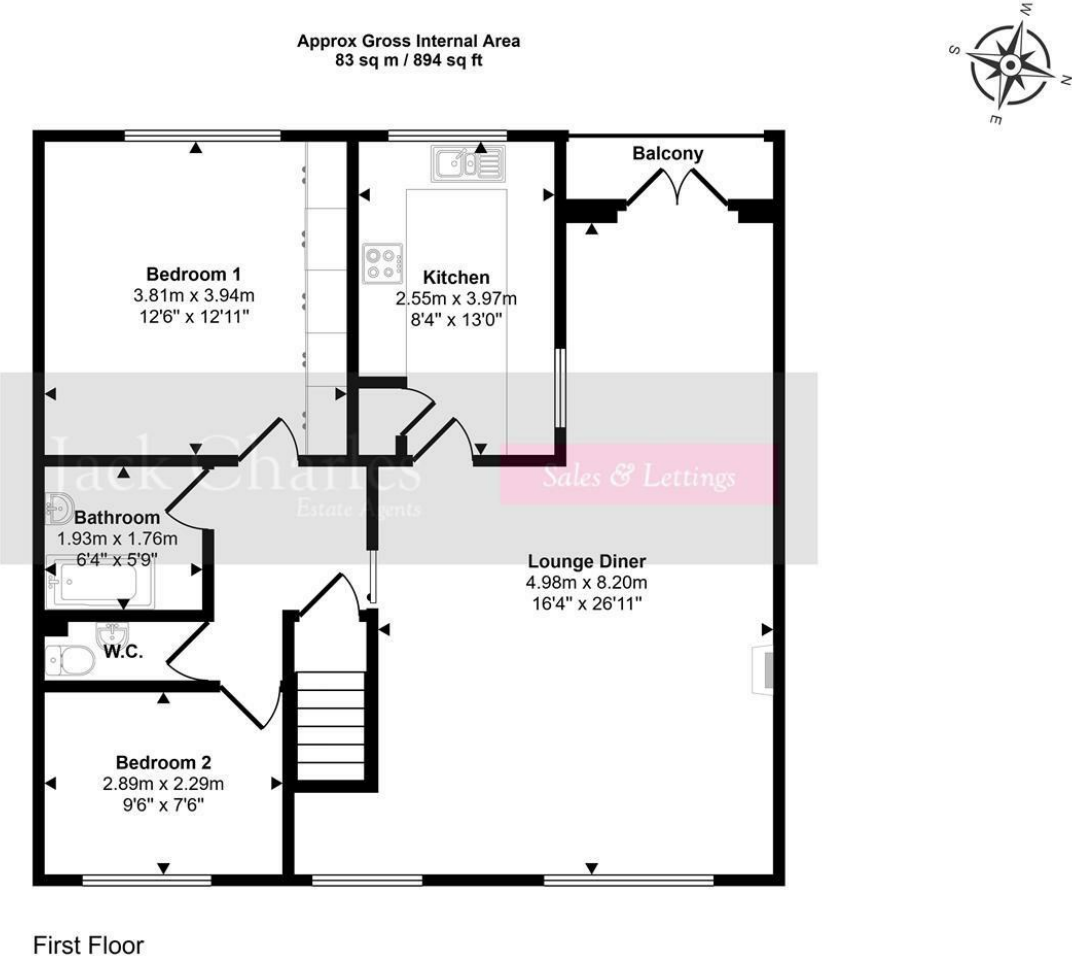 Approx Gross Internal Area
83 sq m / 894 sq ft
W
S
N
E
Balcony
Bedroom 1
3.81m x 3.94m
12'6" x 12'11"
Kitchen
2.55m x 3.97m
8'4" x 13'0"
Jack Charles
Estate Agents
Sales & Lettings
Bathroom
1.93m x 1.76m
6'4" x 5'9"
Lounge Diner
4.98m x 8.20m
16'4" x 26'11"
W.C.
Bedroom 2
2.89m x 2.29m
9'6" x 7'6"
First Floor